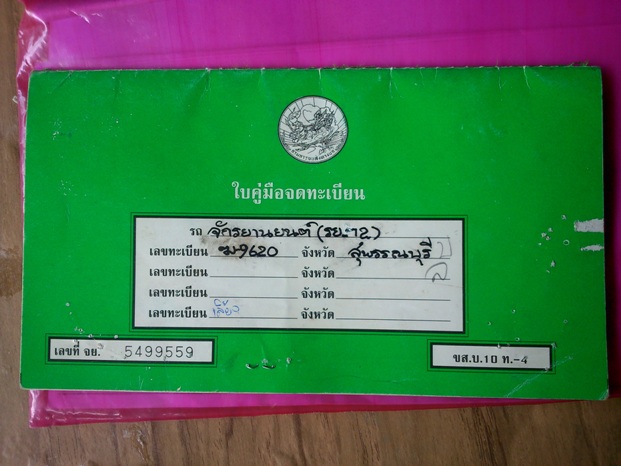 ใบคู่มือจดทะเบียน
รถ จักรยานยนต์ (รย.12)
เลขทะเบียน ฆ-9620 จังหวัด สุพรรณบุรี
เลขทะเบียน จังหวัด
เลขทะเบียน จังหวัด
เลขทะเบียน จังหวัด
เลขที่ จย. 5499559
ขส.บ.10 ท.-4